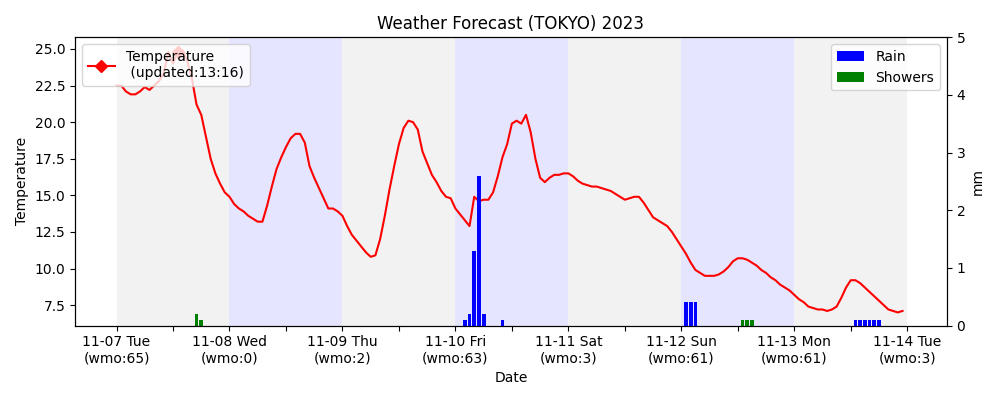 Weather Forecast (TOKYO) 2023
Temperature
(updated:13:16)
Rain
Showers
25.0
22.5
20.0
17.5
15.0
12.5
10.0
7.5
Temperature
5
4
3
2
1
0
mm
11-07 Tue 11-08 Wed 11-09 Thu 11-10 Fri 11-11 Sat 11-12 Sun 11-13 Mon 11-14 Tue
(wmo:65) (wmo:0) (wmo:2) (wmo:63) (wmo:3) (wmo:61) (wmo:61) (wmo:3)
Date